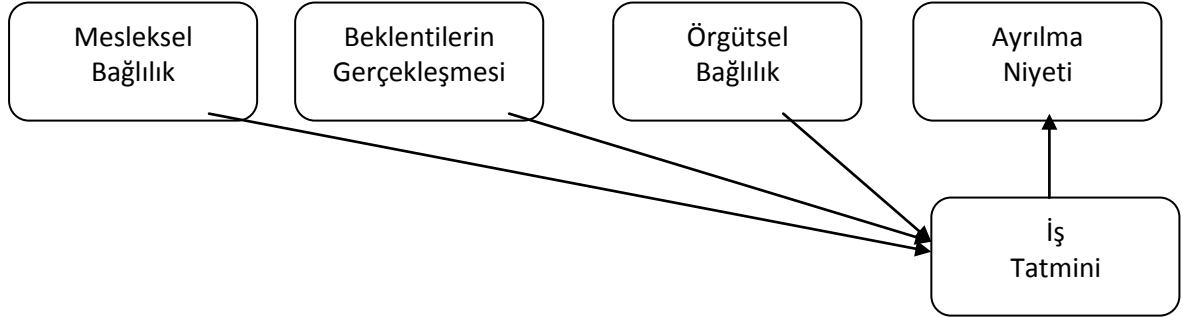 Mesleksel
Bağlılık
Beklentilerin
Gerçekleşmesi
Örgütsel
Bağlılık
Ayrılma
Niyeti
İş
Tatmini